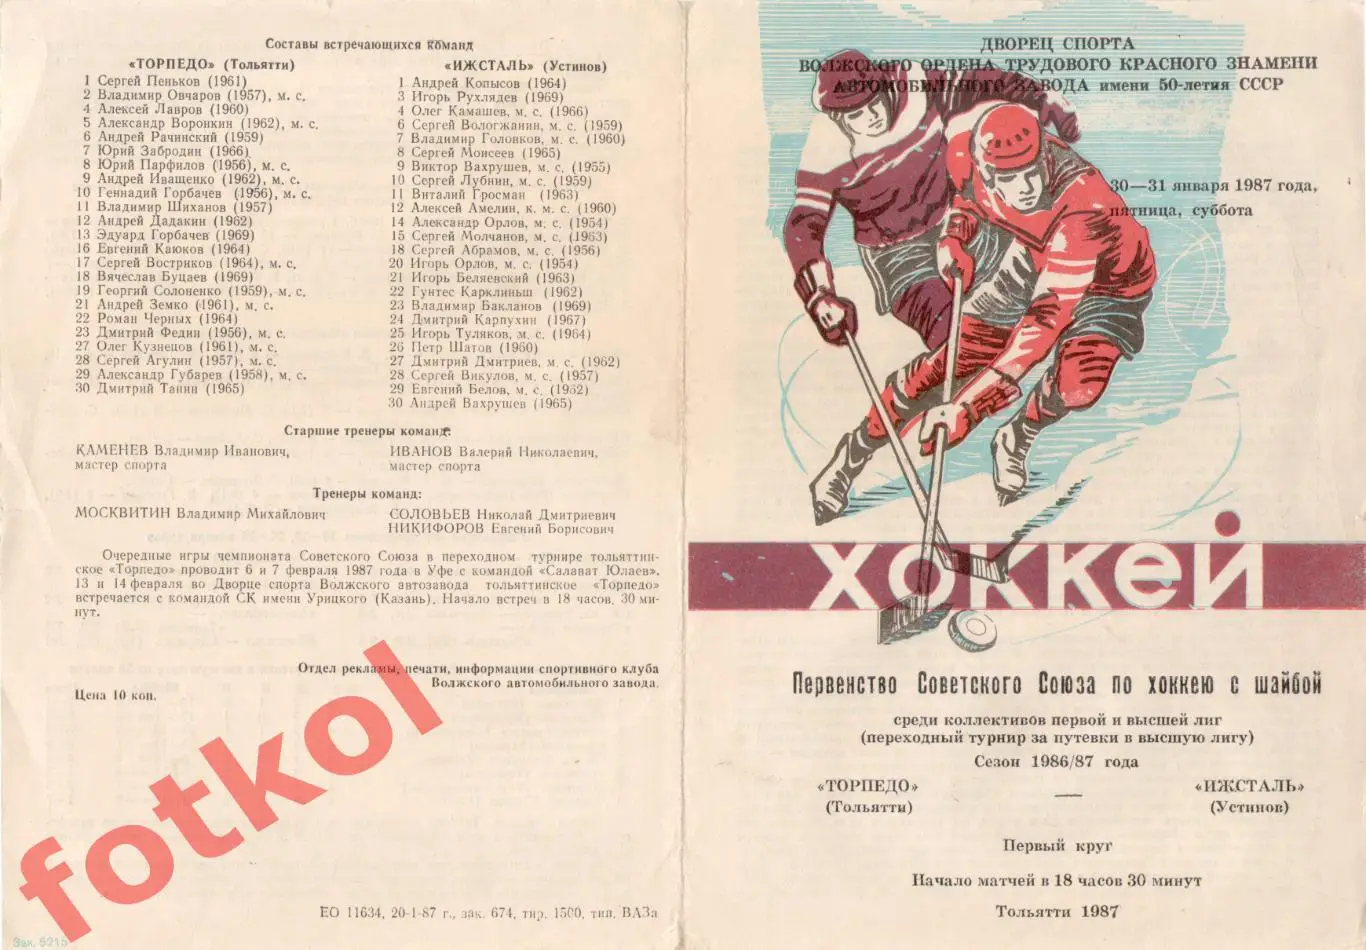 Составы встречающихся команд
«ТОРПЕДО» (Тольятти)
1 Сергей Пеньков (1961)
2 Владимир Овчаров (1957), м. с.
4 Алексей Лавров (1960)
5 Александр Воронкин (1962), м. с.
6 Андрей Рачинский (1959)
7 Юрий Забродин (1966)
8 Юрий Парфилов (1956), м. с.
9 Андрей Иващенко (1962), м. с.
10 Геннадий Горбачев (1956), м. с.
11 Владимир Шиханов (1957)
12 Андрей Дадакин (1962)
13 Эдуард Горбачев (1969)
16 Евгений Каюков (1964)
17 Сергей Востриков (1964), м. с.
18 Вячеслав Буцаев (1969)
19 Георгий Солоненко (1959), м. с.
21 Андрей Земко (1961), м. с.
22 Роман Черных (1964)
23 Дмитрий Федин (1956), м. с.
27 Олег Кузнецов (1961), м. с.
28 Сергей Агулин (1957), м. с.
29 Александр Губарев (1958), м. с.
30 Дмитрий Танин (1965)
«ИЖСТАЛЬ» (Устинов)
1 Андрей Копысов (1964)
3 Игорь Рухлядев (1969)
4 Олег Камашев, м. с. (1966)
6 Сергей Вологжанин, м. с. (1959)
7 Владимир Головков, м. с. (1960)
8 Сергей Моисеев (1965)
9 Виктор Вахрушев, м. с. (1955)
10 Сергей Лубнин, м. с. (1959)
11 Виталий Гросман (1963)
12 Алексей Амелин, к. м. с. (1960)
14 Александр Орлов, м. с. (1954)
15 Сергей Молчанов, м. с. (1963)
18 Сергей Абрамов, м. с. (1956)
20 Игорь Орлов, м. с. (1954)
21 Игорь Беляевский (1963)
22 Гунтес Карклиньш (1962)
23 Владимир Бакланов (1969)
24 Дмитрий Карпухин (1967)
25 Игорь Туляков, м. с. (1964)
26 Петр Шатов (1960)
27 Дмитрий Дмитриев, м. с. (1962)
28 Сергей Викулов, м. с. (1957)
29 Евгений Белов, м. с. (1962)
30 Андрей Вахрушев (1965)
Старшие тренеры команд:
КАМЕНЕВ Владимир Иванович,
мастер спорта
ИВАНОВ Валерий Николаевич,
мастер спорта
Тренеры команд:
МОСКВИТИН Владимир Михайлович
СОЛОВЬЕВ Николай Дмитриевич
НИКИФОРОВ Евгений Борисович
Очередные игры чемпионата Советского Союза в переходном турнире тольяттин-
ское «Торпедо» проводит 6 и 7 февраля 1987 года в Уфе с командой «Салават Юлаев».
13 и 14 февраля во Дворце спорта Волжского автозавода тольяттинское «Торпедо»
встречается с командой СК имени Урицкого (Казань). Начало встреч в 18 часов. 30 ми-
нут.
Отдел рекламы, печати, информации спортивного клуба
Волжского автомобильного завода.
Цена 10 коп.
ЕО 11634, 20-1-87 г., зак. 674, тир. 1500, тип. ВАЗа
Зак. 5215
fotkol
ДВОРЕЦ СПОРТА
ВОЛЖСКОГО ОРДЕНА ТРУДОВОГО КРАСНОГО ЗНАМЕНИ
АВТОМОБИЛЬНОГО ЗАВОДА имени 50-летия СССР
30—31 января 1987 года,
пятница, суббота
хоккей
Первенство Советского Союза по хоккею с шайбой
среди коллективов первой и высшей лиг
(переходный турнир за путевки в высшую лигу)
Сезон 1986/87 года
«ТОРПЕДО» — «ИЖСТАЛЬ»
(Тольятти) (Устинов)
Первый круг
Начало матчей в 18 часов 30 минут
Тольятти 1987